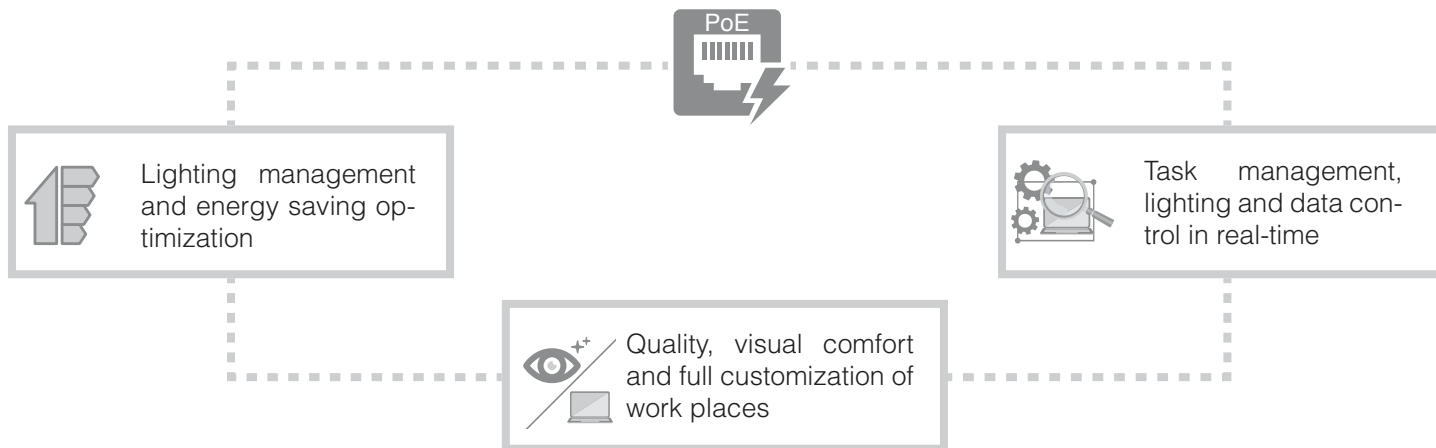 PoE
Lighting management
and energy saving op-
timization
Task management,
lighting and data con-
trol in real-time
Quality, visual comfort
and full customization of
work places